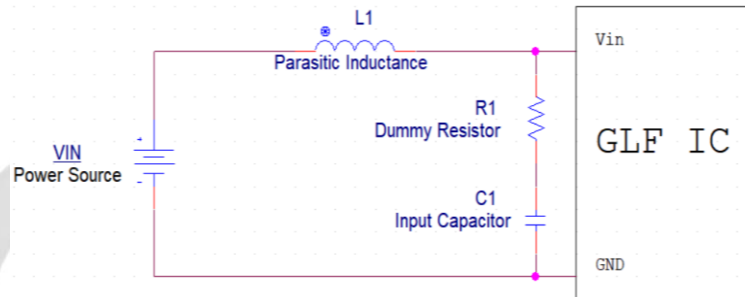 L1
Parasitic Inductance
Vin
R1
Dummy Resistor
GLF IC
VIN
Power Source
+
-
C1
Input Capacitor
GND